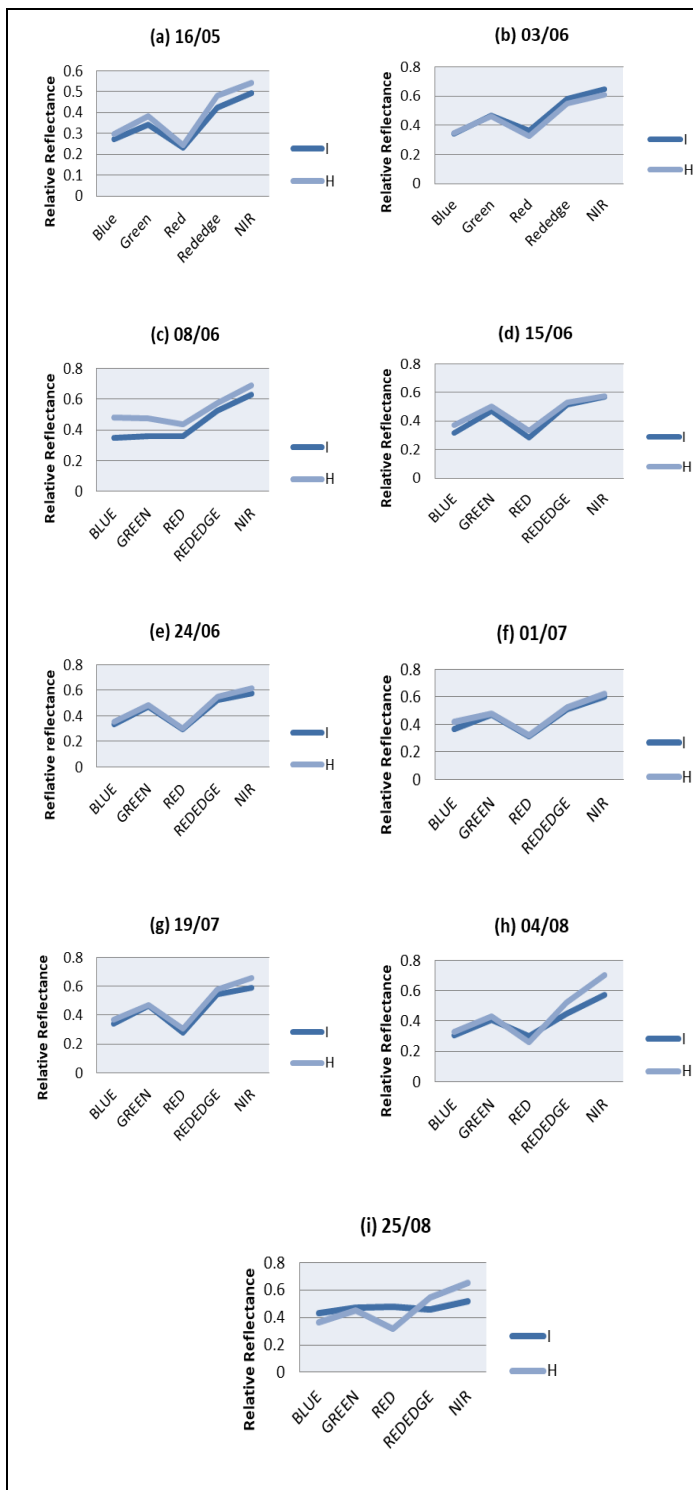 (a) 16/05
Relative Reflectance
0.6
0.5
0.4
0.3
0.2
0.1
0
Blue
Green
Red
Rededge
NIR
I
H
(b) 03/06
Relative Reflectance
0.8
0.6
0.4
0.2
0
Blue
Green
Red
Rededge
NIR
I
H
(c) 08/06
Relative Reflectance
0.8
0.6
0.4
0.2
0
BLUE
GREEN
RED
REDEDGE
NIR
I
H
(d) 15/06
Relative Reflectance
0.8
0.6
0.4
0.2
0
BLUE
GREEN
RED
REDEDGE
NIR
I
H
(e) 24/06
Reflative reflectance
0.8
0.6
0.4
0.2
0
BLUE
GREEN
RED
REDEDGE
NIR
I
H
(f) 01/07
Relative Reflectance
0.8
0.6
0.4
0.2
0
BLUE
GREEN
RED
REDEDGE
NIR
I
H
(g) 19/07
Relative Reflectance
0.8
0.6
0.4
0.2
0
BLUE
GREEN
RED
REDEDGE
NIR
I
H
(h) 04/08
Relative Reflectance
0.8
0.6
0.4
0.2
0
BLUE
GREEN
RED
REDEDGE
NIR
I
H
(i) 25/08
Relative Reflectance
0.8
0.6
0.4
0.2
0
BLUE
GREEN
RED
REDEDGE
NIR
I
H